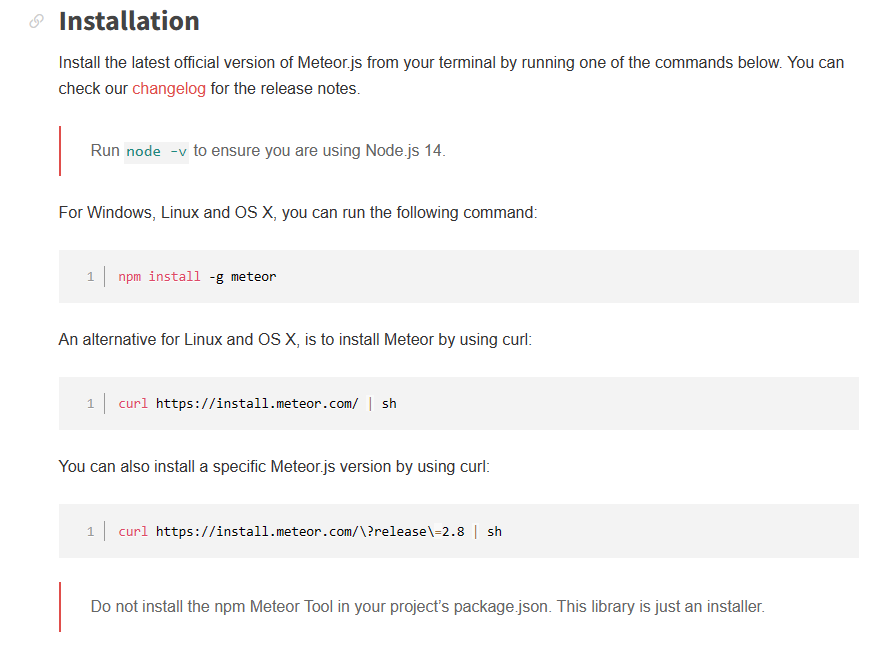 Installation
Install the latest official version of Meteor.js from your terminal by running one of the commands below. You can
check our changelog for the release notes.
Run node -v to ensure you are using Node.js 14.
For Windows, Linux and OS X, you can run the following command:
1 npm install -g meteor
An alternative for Linux and OS X, is to install Meteor by using curl:
1 curl https://install.meteor.com/ | sh
You can also install a specific Meteor.js version by using curl:
1 curl https://install.meteor.com/\?release\=2.8 | sh
Do not install the npm Meteor Tool in your project’s package.json. This library is just an installer.